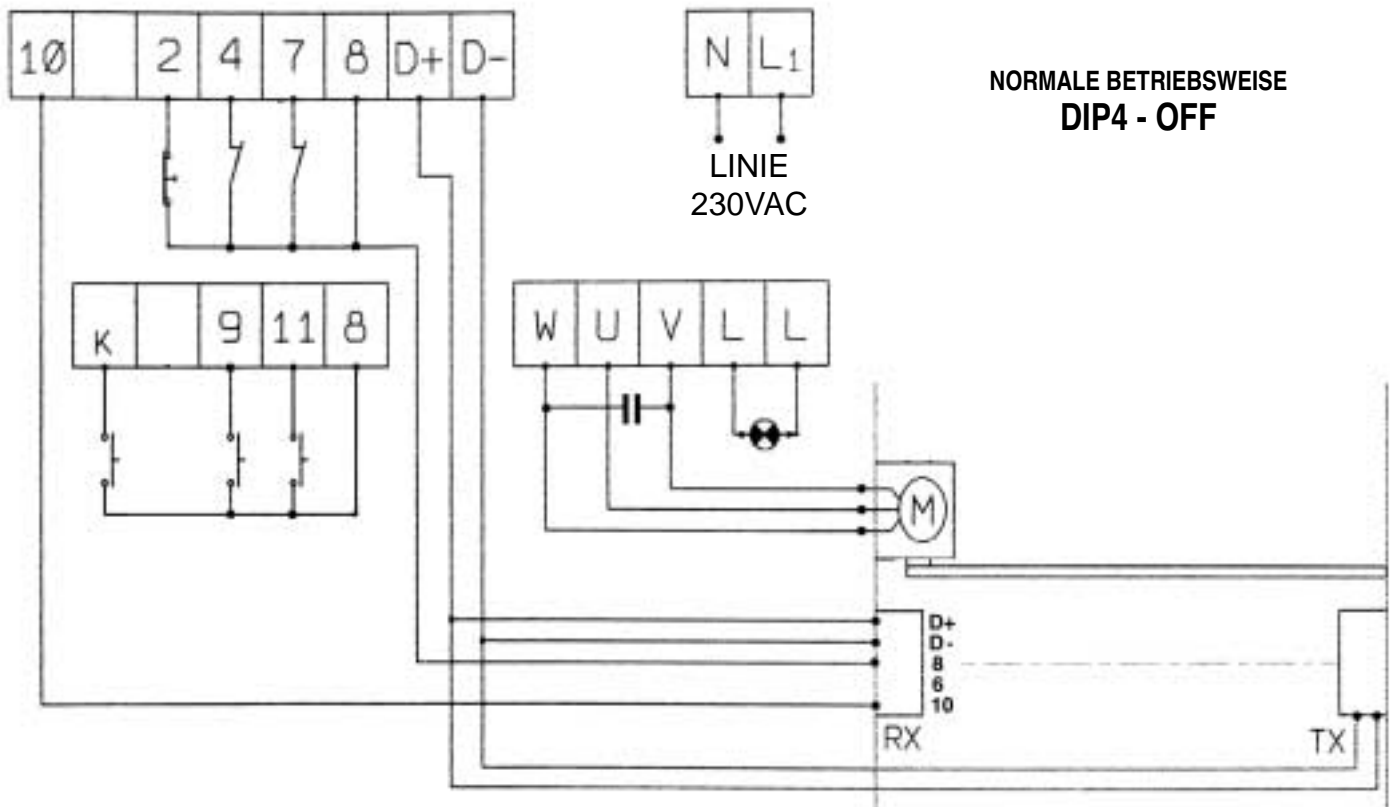 10 2 4 7 8 D+ D-
N L1
NORMALE BETRIEBSWEISE
DIP4 - OFF
LINIE
230VAC
K 9 11 8
W U V L L
M
D+
D-
8
6
10
RX
TX